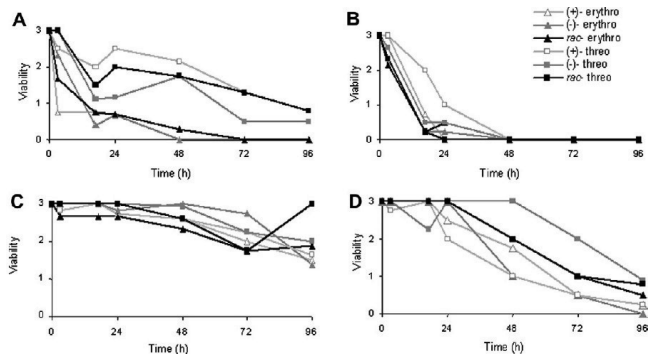 A
B
(+)- erythro
(-)- erythro
rac- erythro
(+)- threo
(-)- threo
rac- threo
3
2
1
0
Viability
0 24 48 72 96
Time (h)
3
2
1
0
Viability
0 24 48 72 96
Time (h)
C
D
3
2
1
0
Viability
0 24 48 72 96
Time (h)
3
2
1
0
Viability
0 24 48 72 96
Time (h)